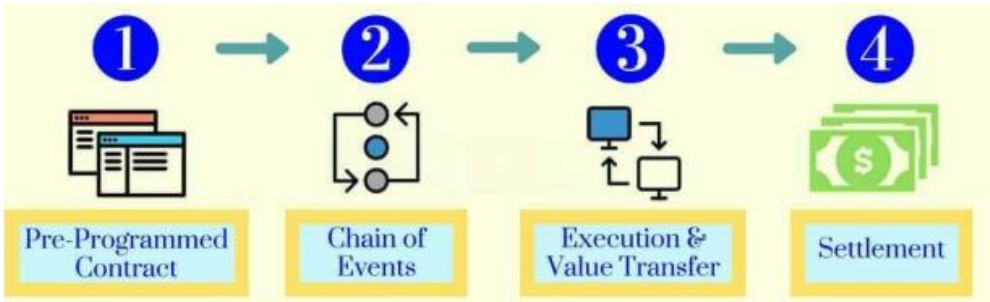 1
2
3
4
$
Pre-Programmed
Contract
Chain of
Events
Execution &
Value Transfer
Settlement